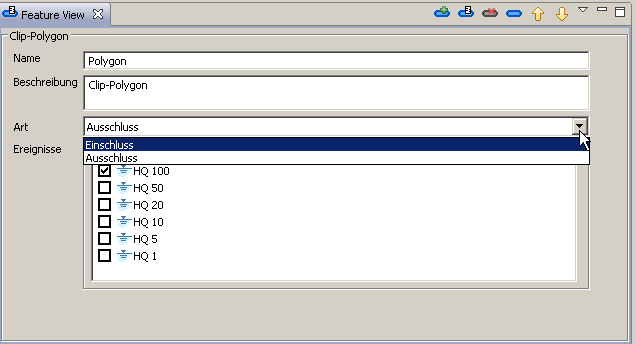 Feature View
Clip-Polygon
Name
Polygon
Beschreibung
Clip-Polygon
Art
Ausschluss
Einschluss
Ausschluss
Ereignisse
HQ 100
HQ 50
HQ 20
HQ 10
HQ 5
HQ 1